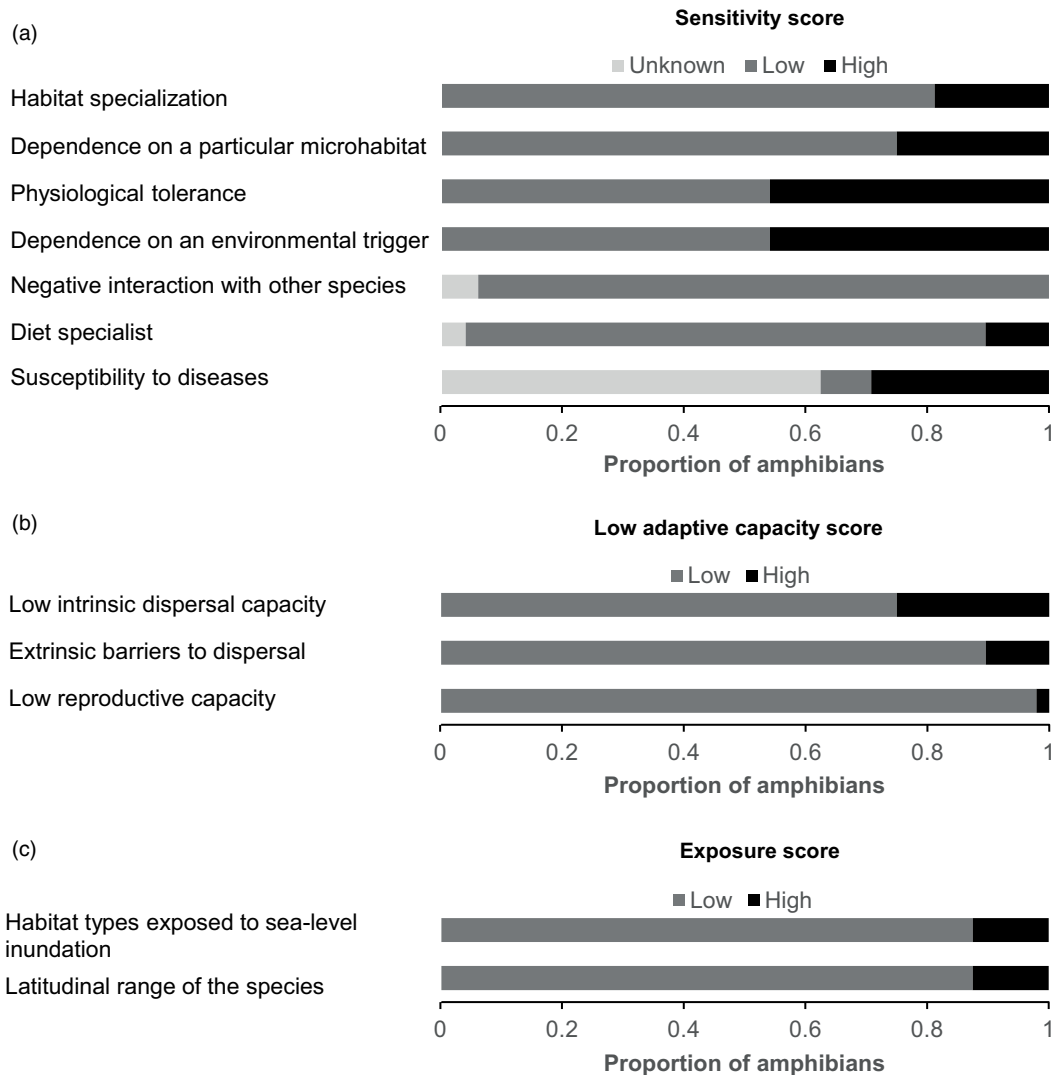 (a)
Sensitivity score
Unknown Low High
Habitat specialization
Dependence on a particular microhabitat
Physiological tolerance
Dependence on an environmental trigger
Negative interaction with other species
Diet specialist
Susceptibility to diseases
0 0.2 0.4 0.6 0.8 1
Proportion of amphibians
(b)
Low adaptive capacity score
Low High
Low intrinsic dispersal capacity
Extrinsic barriers to dispersal
Low reproductive capacity
0 0.2 0.4 0.6 0.8 1
Proportion of amphibians
(c)
Exposure score
Low High
Habitat types exposed to sea-level
inundation
Latitudinal range of the species
0 0.2 0.4 0.6 0.8 1
Proportion of amphibians